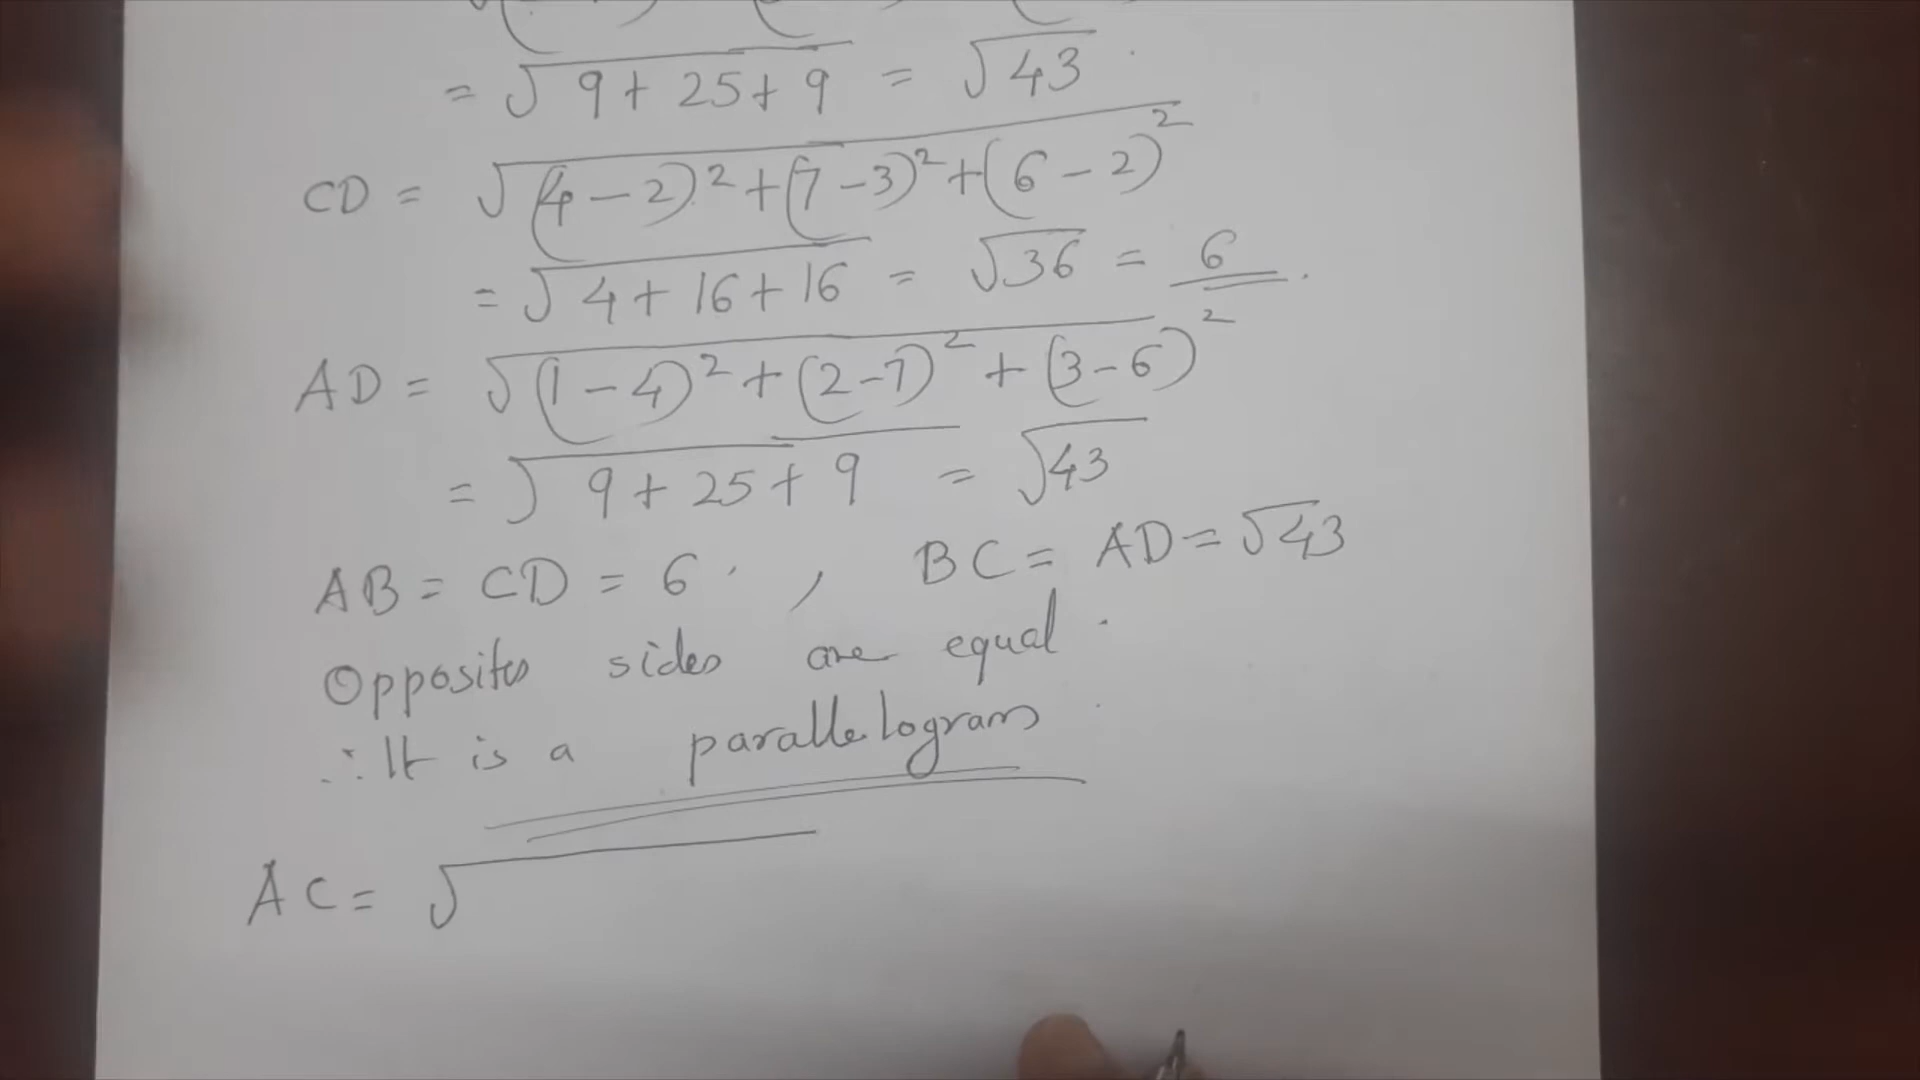 = √9 + 25 + 9 = √43 .
CD = √(4 - 2)² + (7 - 3)² + (6 - 2)²
= √4 + 16 + 16 = √36 = 6 .
AD = √(1 - 4)² + (2 - 7)² + (3 - 6)²
= √9 + 25 + 9 = √43
AB = CD = 6 . , BC = AD = √43
Opposites sides are equal .
∴ It is a parallelogram .
AC = √